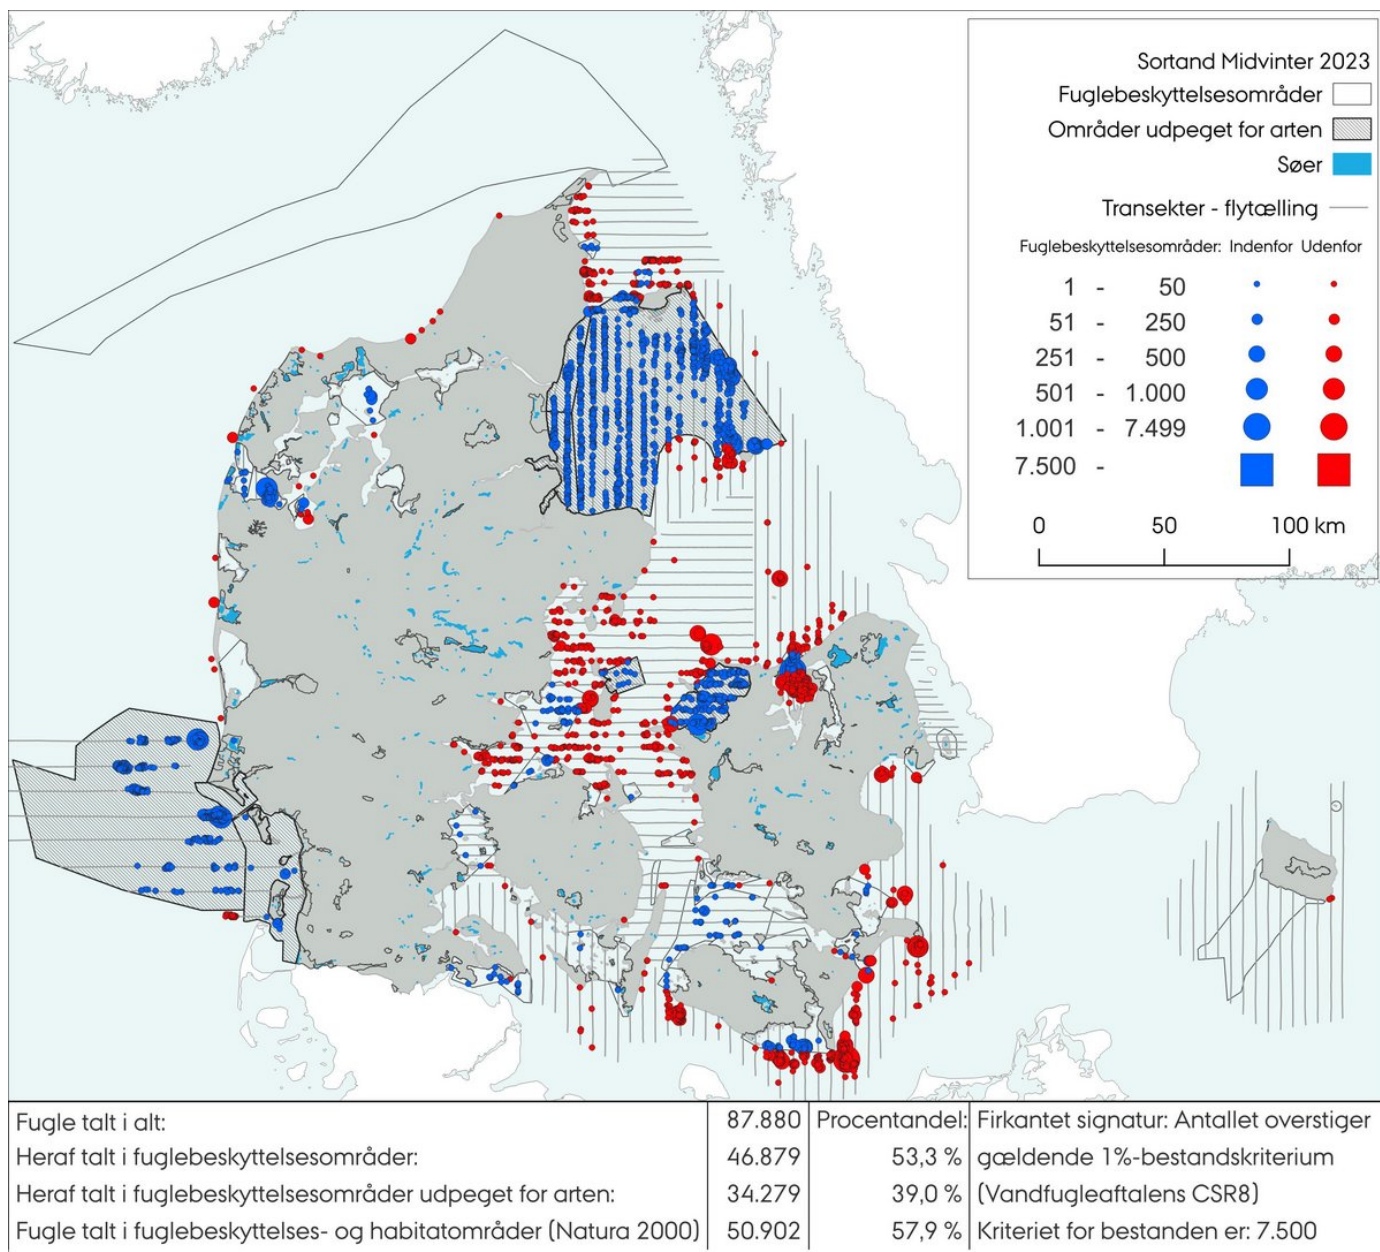 Sortand Midvinter 2023
Fuglebeskyttelsesområder
Områder udpeget for arten
Søer
Transekter - flytælling
Fuglebeskyttelsesområder: Indenfor Udenfor
1 - 50
51 - 250
251 - 500
501 - 1.000
1.001 - 7.499
7.500 -
0 50 100 km
Fugle talt i alt: 87.880 Procentandel: Firkantet signatur: Antallet overstiger
Heraf talt i fuglebeskyttelsesområder: 46.879 53,3 % gældende 1%-bestandskriterium
Heraf talt i fuglebeskyttelsesområder udpeget for arten: 34.279 39,0 % (Vandfugleaftalens CSR8)
Fugle talt i fuglebeskyttelses- og habitatområder (Natura 2000) 50.902 57,9 % Kriteriet for bestanden er: 7.500